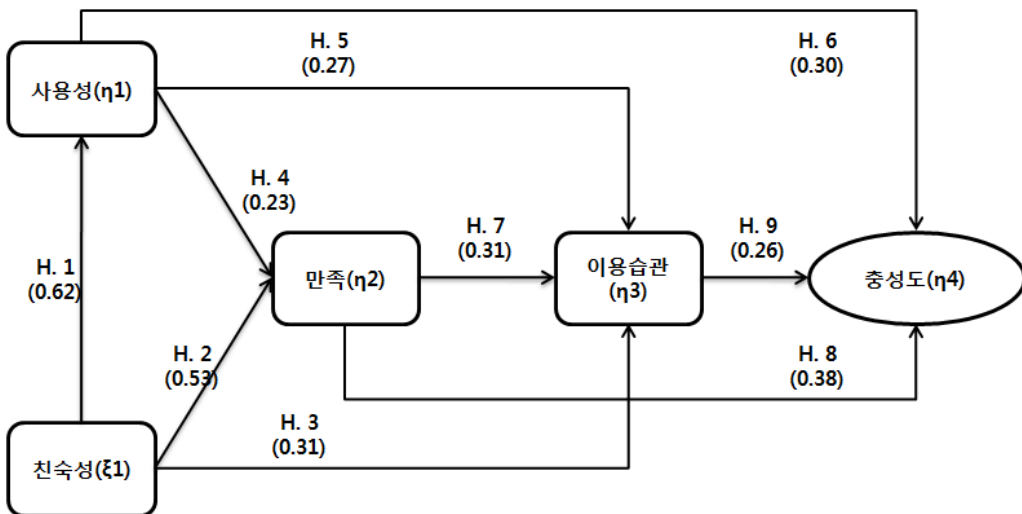 H. 5
(0.27)
H. 6
(0.30)
사용성(η1)
H. 4
(0.23)
H. 7
(0.31)
H. 9
(0.26)
H. 1
(0.62)
만족(η2)
이용습관
(η3)
충성도(η4)
H. 2
(0.53)
H. 8
(0.38)
H. 3
(0.31)
친숙성(ξ1)